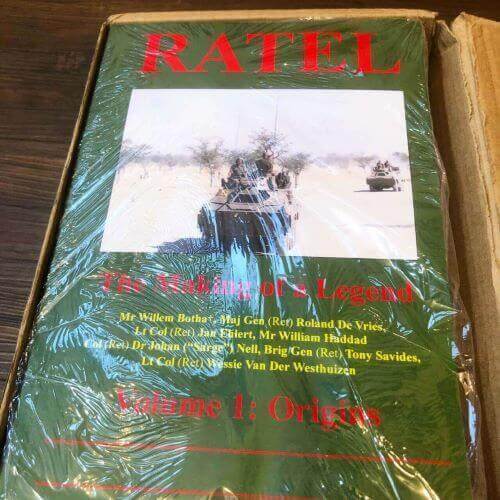 RATEL
The Making of a Legend
Mr Willem Botha†, Maj Gen (Ret) Roland De Vries,
Lt Col (Ret) Jan Ehlert, Mr William Haddad
Col (Ret) Dr Johan ("Sarge") Nell, Brig Gen (Ret) Tony Savides,
Lt Col (Ret) Wessie Van Der Westhuizen
Volume 1: Origins